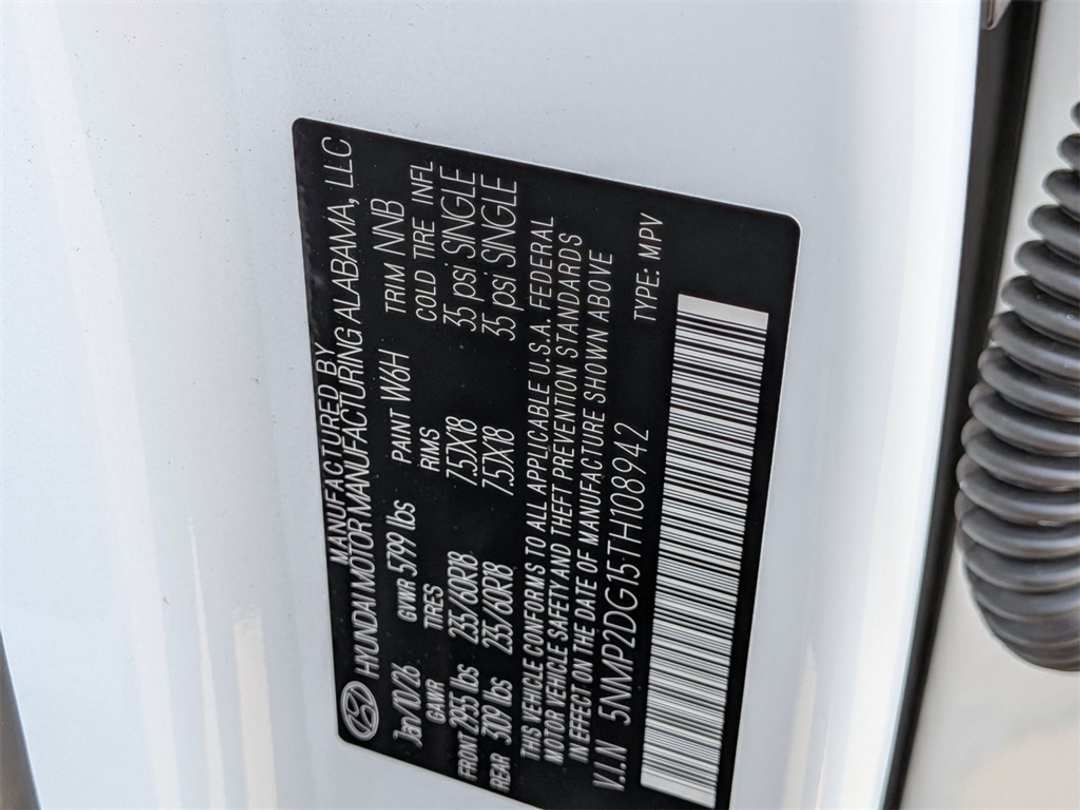 MANUFACTURED BY
HYUNDAI MOTOR MANUFACTURING ALABAMA, LLC
Jan/10/26 GVWR 5799 lbs PAINT W6H TRIM NNB
GAWR TIRES RIMS COLD TIRE INFL
FRONT 2955 lbs 235/60R18 7.5JX18 35 psi SINGLE
REAR 3109 lbs 235/60R18 7.5JX18 35 psi SINGLE
THIS VEHICLE CONFORMS TO ALL APPLICABLE U.S.A. FEDERAL
MOTOR VEHICLE SAFETY AND THEFT PREVENTION STANDARDS
IN EFFECT ON THE DATE OF MANUFACTURE SHOWN ABOVE
V.I.N 5NMP2DG15TH108942 TYPE: MPV